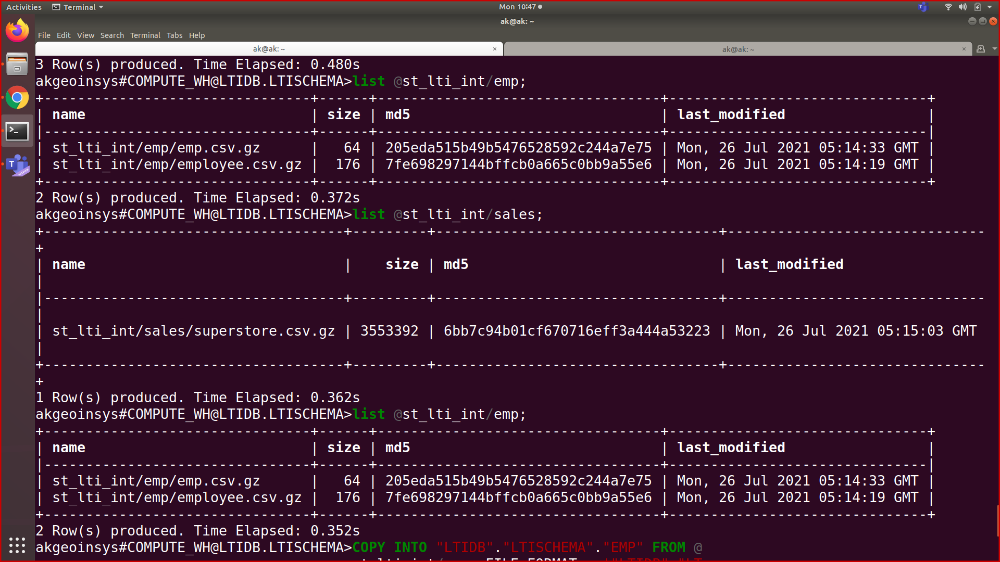 Activities Terminal Mon 10:47
ak@ak: ~
File Edit View Search Terminal Tabs Help
ak@ak: ~ × ak@ak: ~ ×
3 Row(s) produced. Time Elapsed: 0.480s
akgeoinsys#COMPUTE_WH@LTIDB.LTISCHEMA>list @st_lti_int/emp;
+--------------------------------+------+----------------------------------+-------------------------------+
| name | size | md5 | last_modified |
|--------------------------------+------+----------------------------------+-------------------------------|
| st_lti_int/emp/emp.csv.gz | 64 | 205eda515b49b5476528592c244a7e75 | Mon, 26 Jul 2021 05:14:33 GMT |
| st_lti_int/emp/employee.csv.gz | 176 | 7fe698297144bffcb0a665c0bb9a55e6 | Mon, 26 Jul 2021 05:14:19 GMT |
+--------------------------------+------+----------------------------------+-------------------------------+
2 Row(s) produced. Time Elapsed: 0.372s
akgeoinsys#COMPUTE_WH@LTIDB.LTISCHEMA>list @st_lti_int/sales;
+------------------------------------+---------+----------------------------------+-------------------------------
+
| name | size | md5 | last_modified
|
|------------------------------------+---------+----------------------------------+-------------------------------
|
| st_lti_int/sales/superstore.csv.gz | 3553392 | 6bb7c94b01cf670716eff3a444a53223 | Mon, 26 Jul 2021 05:15:03 GMT
|
+------------------------------------+---------+----------------------------------+-------------------------------
+
1 Row(s) produced. Time Elapsed: 0.362s
akgeoinsys#COMPUTE_WH@LTIDB.LTISCHEMA>list @st_lti_int/emp;
+--------------------------------+------+----------------------------------+-------------------------------+
| name | size | md5 | last_modified |
|--------------------------------+------+----------------------------------+-------------------------------|
| st_lti_int/emp/emp.csv.gz | 64 | 205eda515b49b5476528592c244a7e75 | Mon, 26 Jul 2021 05:14:33 GMT |
| st_lti_int/emp/employee.csv.gz | 176 | 7fe698297144bffcb0a665c0bb9a55e6 | Mon, 26 Jul 2021 05:14:19 GMT |
+--------------------------------+------+----------------------------------+-------------------------------+
2 Row(s) produced. Time Elapsed: 0.352s
akgeoinsys#COMPUTE_WH@LTIDB.LTISCHEMA>COPY INTO "LTIDB"."LTISCHEMA"."EMP" FROM @